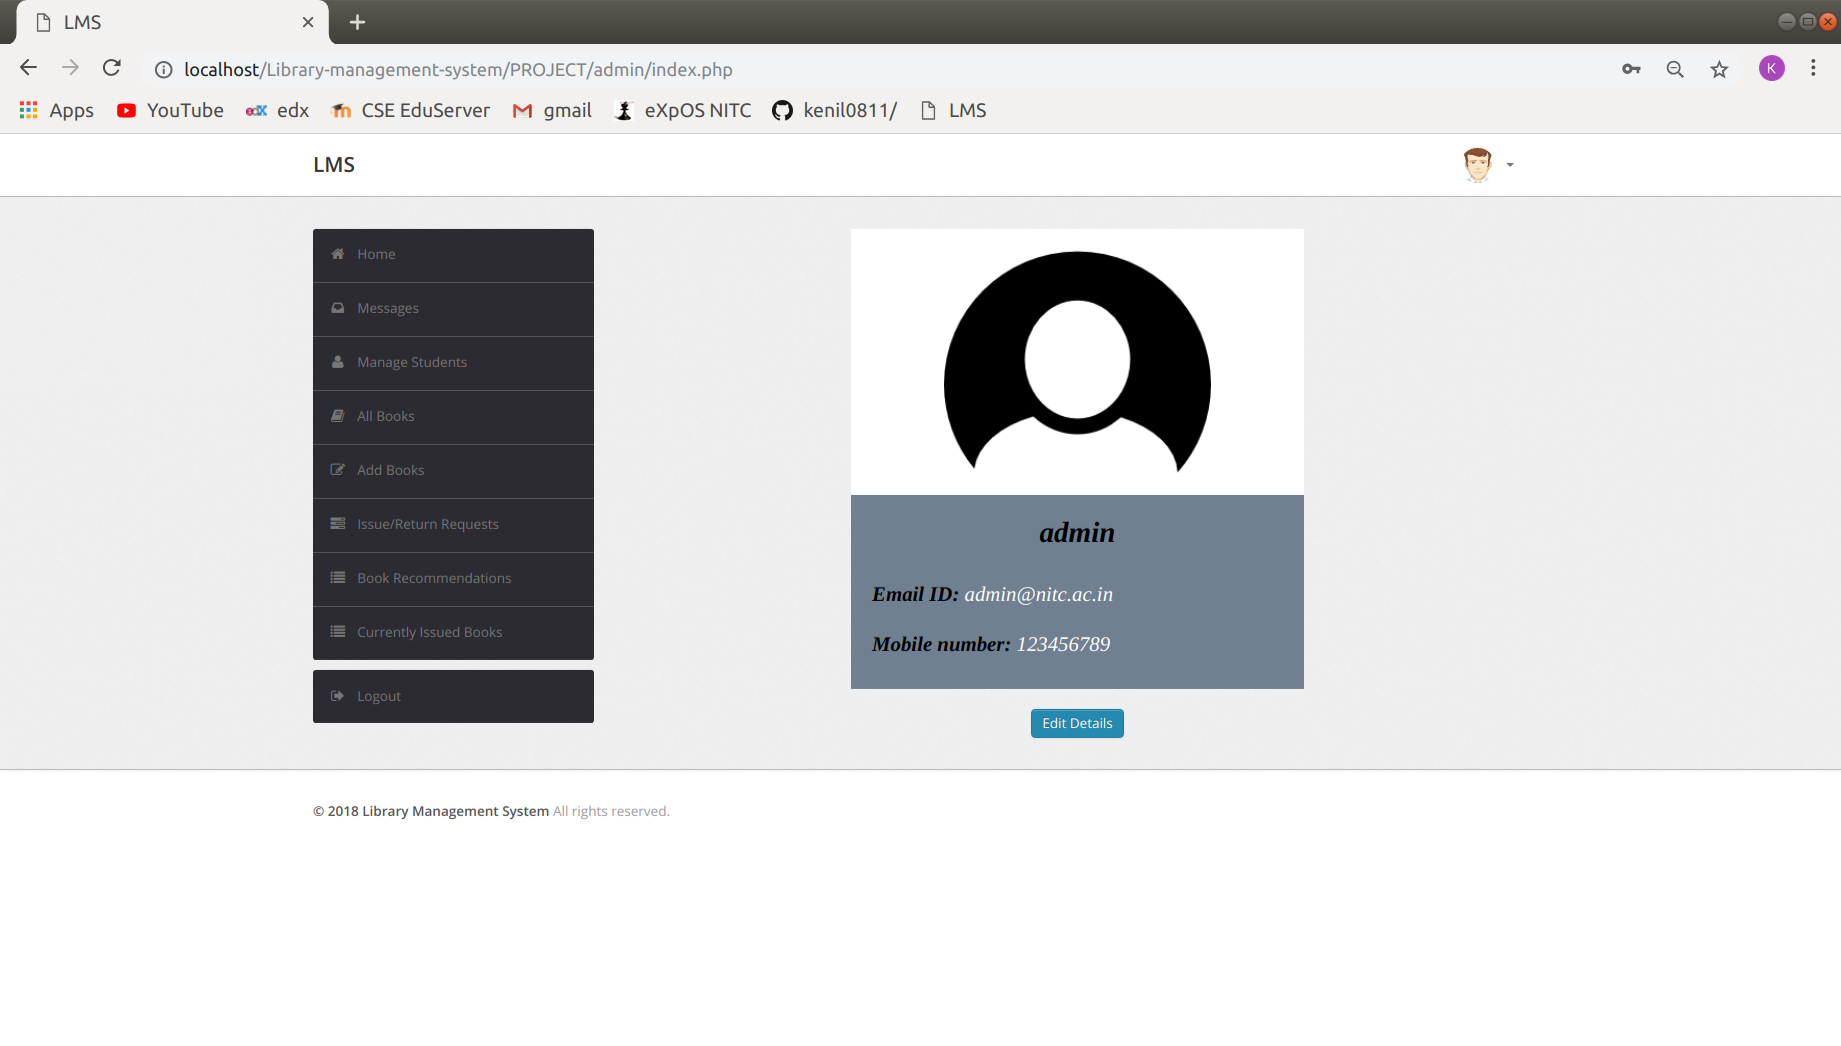 LMS
localhost/Library-management-system/PROJECT/admin/index.php
K
Apps YouTube edx CSE EduServer gmail eXpOS NITC kenil0811/ LMS
LMS
Home
Messages
Manage Students
All Books
Add Books
Issue/Return Requests
Book Recommendations
Currently Issued Books
Logout
admin
Email ID: admin@nitc.ac.in
Mobile number: 123456789
Edit Details
© 2018 Library Management System All rights reserved.